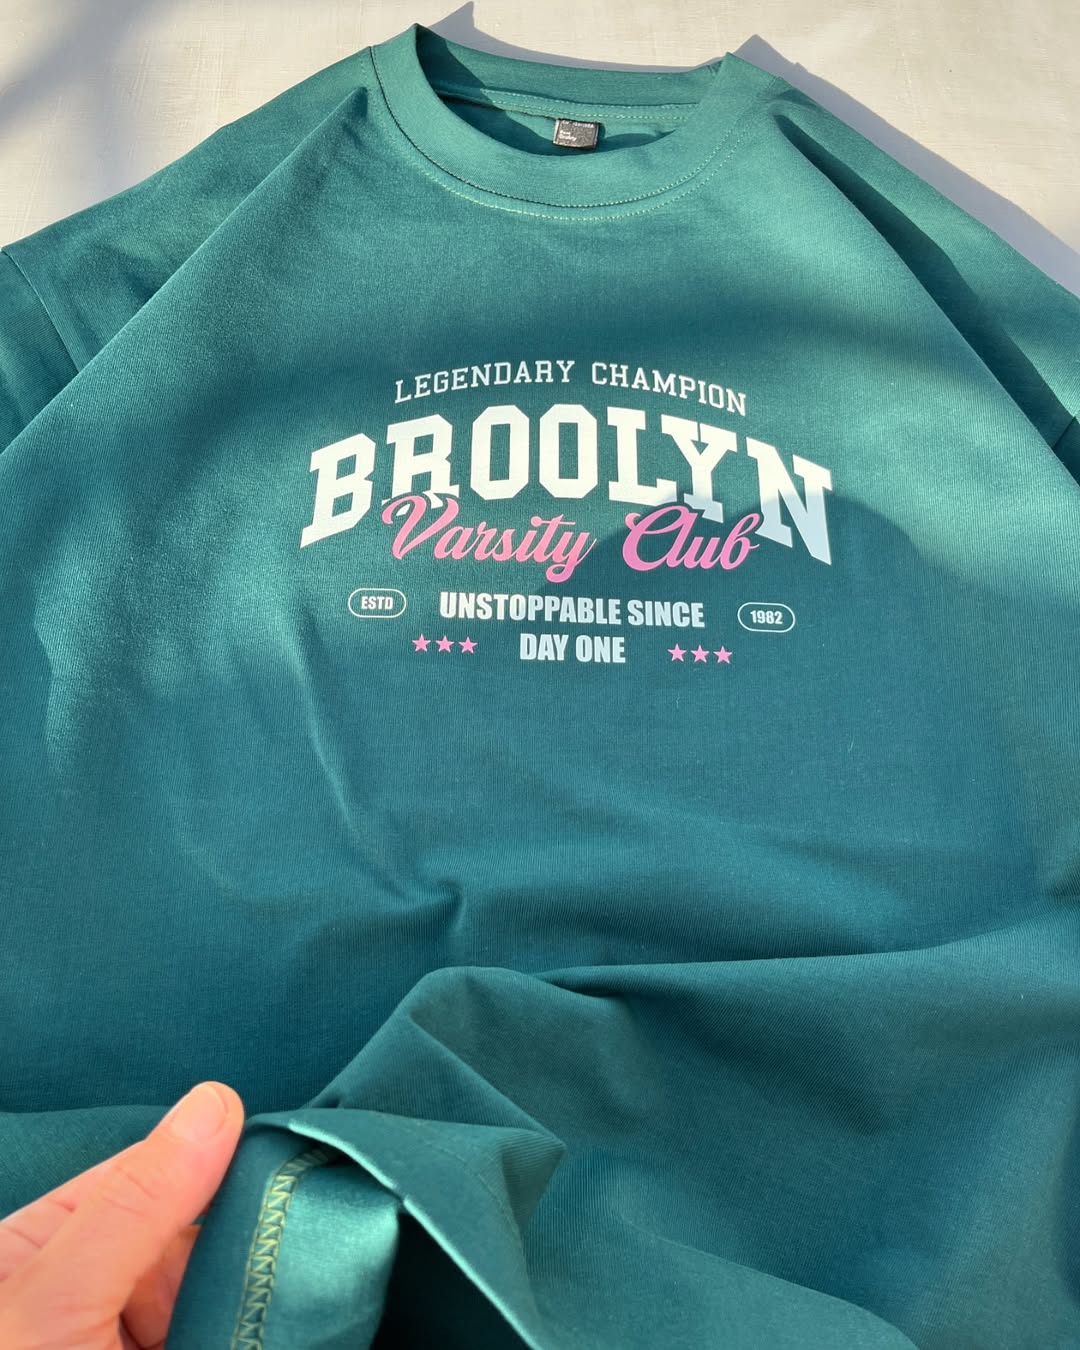 LEGENDARY CHAMPION
BROOLYN
Varsity Club
ESTD
UNSTOPPABLE SINCE
1982
DAY ONE